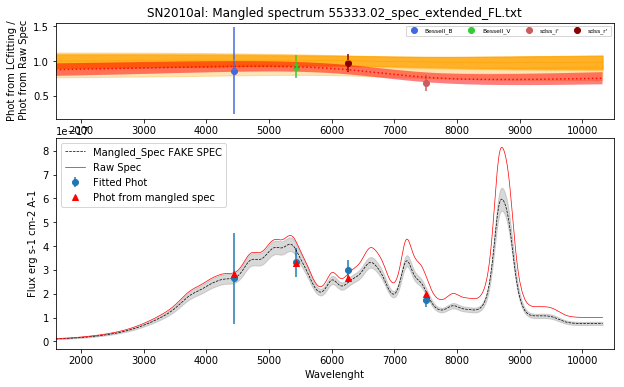 SN2010al: Mangled spectrum 55333.02_spec_extended_FL.txt
Phot from LCfitting /
Phot from Raw Spec
1.5
1.0
0.5
Bessell_B
Bessell_V
sdss_i'
sdss_r'
2000 3000 4000 5000 6000 7000 8000 9000 10000
1e−17
Flux erg s-1 cm-2 A-1
8
7
6
5
4
3
2
1
0
Mangled_Spec FAKE SPEC
Raw Spec
Fitted Phot
Phot from mangled spec
2000 3000 4000 5000 6000 7000 8000 9000 10000
Wavelenght